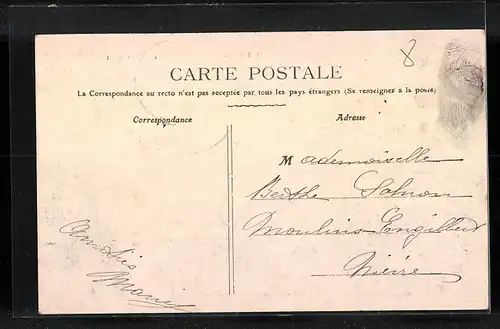 8
CARTE POSTALE
La Correspondance au recto n'est pas acceptée par tous les pays étrangers (Se renseigner à la poste)
Correspondance
Adresse
Mademoiselle
Berthe Salmon
Moulins-Engilbert
Nièvre
Amitiés
Marie